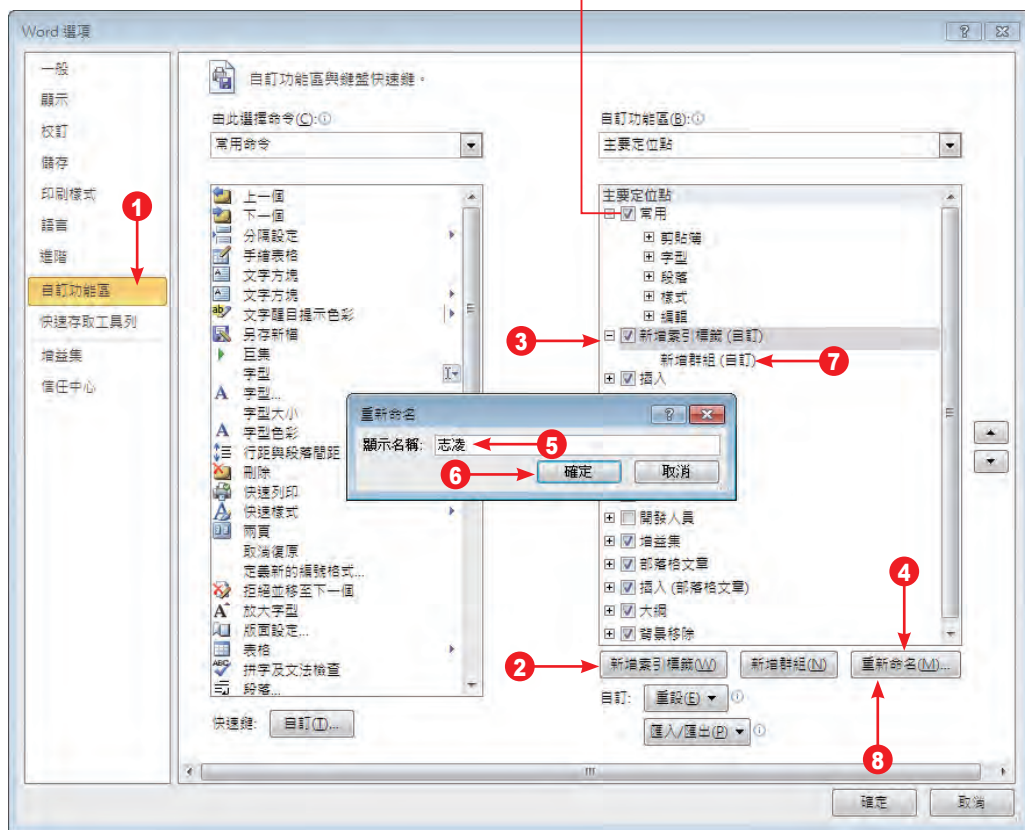 Word 選項
一般
顯示
校訂
儲存
印刷樣式
語言
進階
自訂功能區
快速存取工具列
增益集
信任中心
1
自訂功能區與鍵盤快速鍵。
由此選擇命令(C):
常用命令
上一個
下一個
分隔設定
手繪表格
文字方塊
文字方塊
文字醒目提示色彩
另存新檔
巨集
字型
字型...
字型大小
字型色彩
行距與段落間距
刪除
快速列印
快速樣式
兩頁
取消復原
定義新的編號格式...
拒絕並移至下一個
放大字型
版面設定...
表格
拼字及文法檢查
段落...
快速鍵: 自訂(T)...
自訂功能區(B):
主要定位點
主要定位點
常用
剪貼簿
字型
段落
樣式
編輯
3 新增索引標籤 (自訂)
新增群組 (自訂) 7
插入
重新命名
顯示名稱: 志凌 5
6 確定 取消
開發人員
增益集
部落格文章
插入 (部落格文章)
大綱
背景移除
4
2 新增索引標籤(W) 新增群組(N) 重新命名(M)...
自訂: 重設(E)
匯入/匯出(P)
8
確定 取消